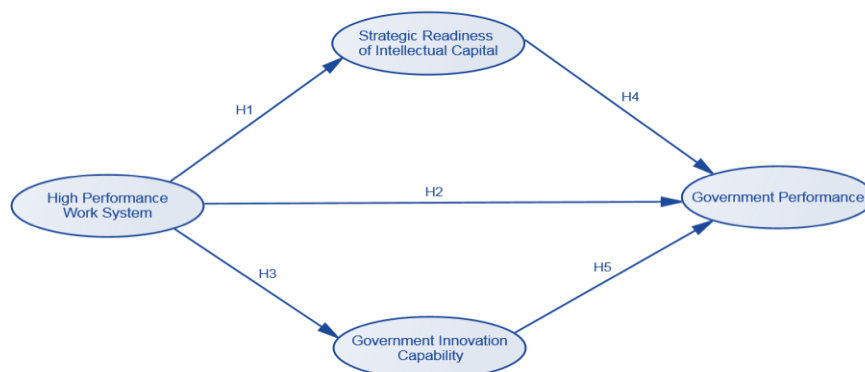 Strategic Readiness
of Intellectual Capital
H1
H4
High Performance
Work System
H2
Government Performance
H3
H5
Government Innovation
Capability